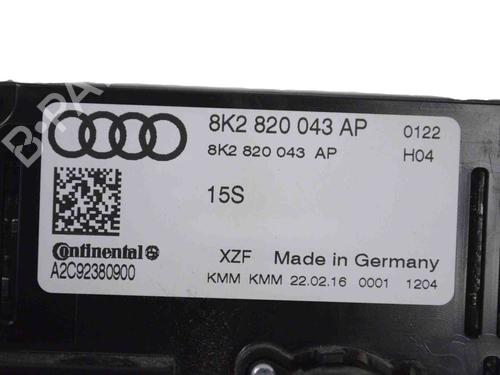 8K2 820 043 AP 0122
8K2 820 043 AP H04
15S
Continental
A2C92380900
XZF Made in Germany
KMM KMM 22.02.16 0001 1204